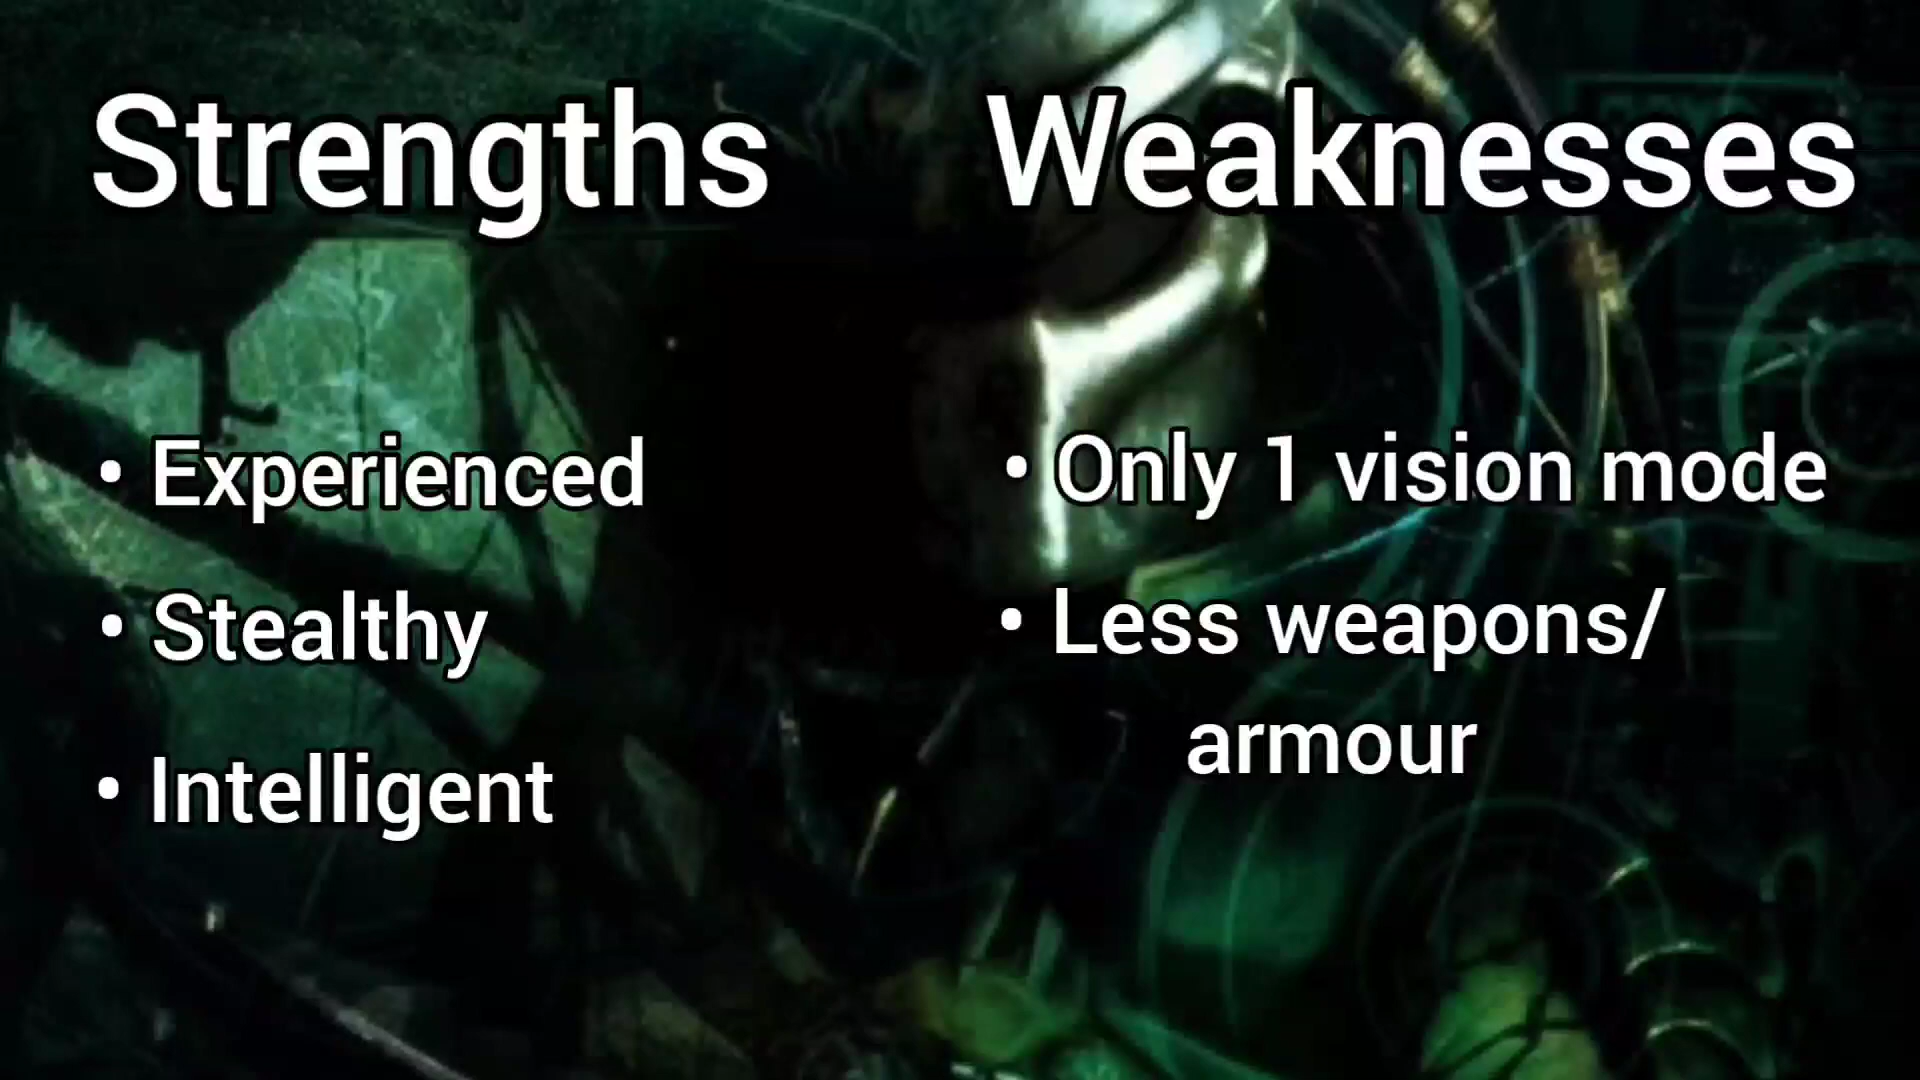 Strengths
• Experienced
• Stealthy
• Intelligent
Weaknesses
• Only 1 vision mode
• Less weapons/
armour